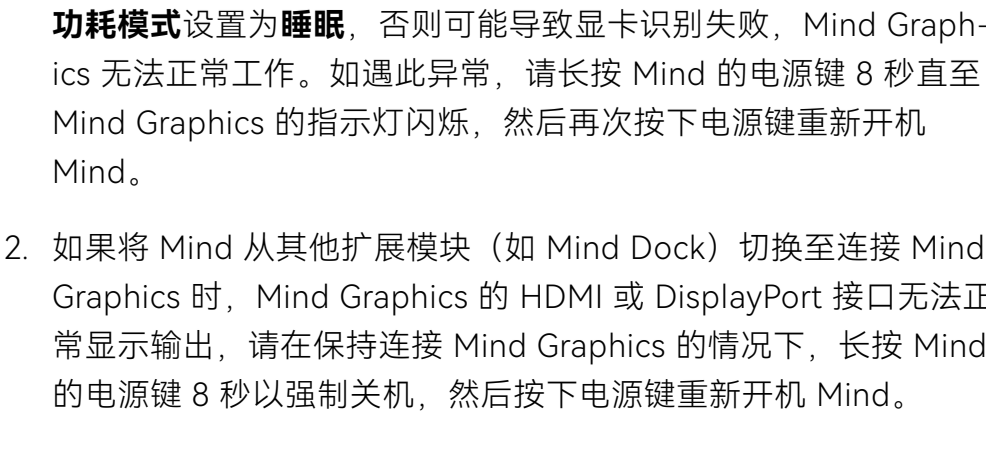 功耗模式设置为睡眠，否则可能导致显卡识别失败，Mind Graph-
ics 无法正常工作。如遇此异常，请长按 Mind 的电源键 8 秒直至
Mind Graphics 的指示灯闪烁，然后再次按下电源键重新开机
Mind。
2. 如果将 Mind 从其他扩展模块（如 Mind Dock）切换至连接 Mind
Graphics 时，Mind Graphics 的 HDMI 或 DisplayPort 接口无法正
常显示输出，请在保持连接 Mind Graphics 的情况下，长按 Mind
的电源键 8 秒以强制关机，然后按下电源键重新开机 Mind。